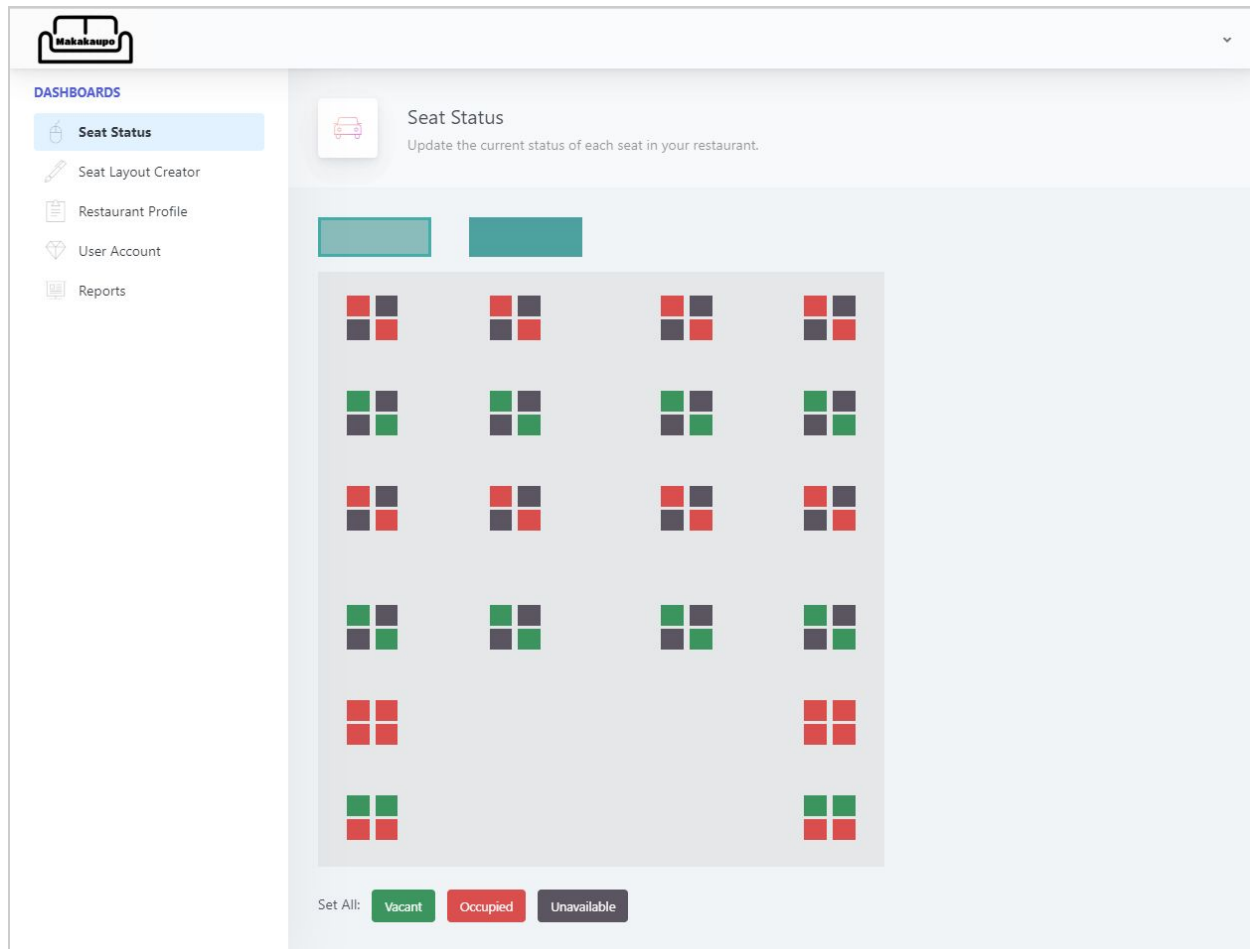 Makakaupo
DASHBOARDS
Seat Status
Seat Layout Creator
Restaurant Profile
User Account
Reports
Seat Status
Update the current status of each seat in your restaurant.
Set All: Vacant Occupied Unavailable